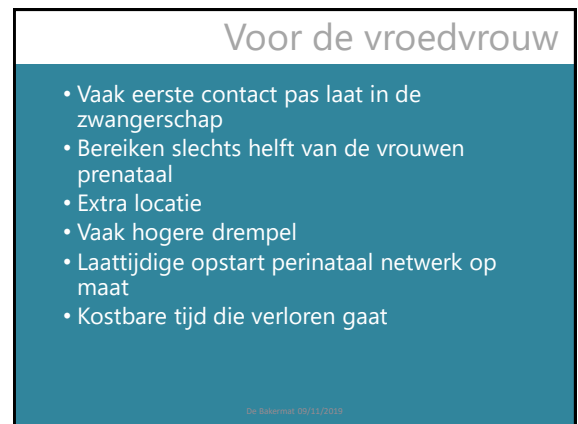 Voor de vroedvrouw
• Vaak eerste contact pas laat in de
zwangerschap
• Bereiken slechts helft van de vrouwen
prenataal
• Extra locatie
• Vaak hogere drempel
• Laattijdige opstart perinataal netwerk op
maat
• Kostbare tijd die verloren gaat
De Bakermat 09/11/2019